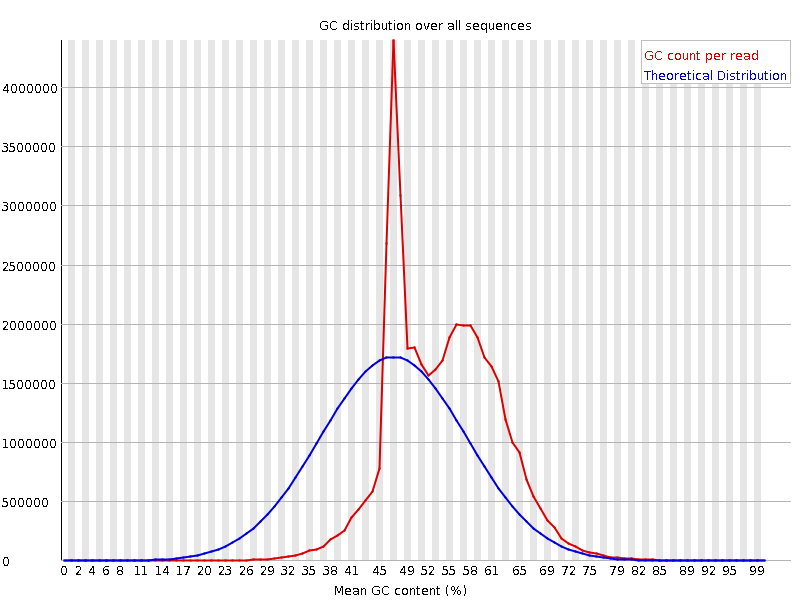 GC distribution over all sequences
GC count per read
Theoretical Distribution
4000000
3500000
3000000
2500000
2000000
1500000
1000000
500000
0
0 2 4 6 8 11 14 17 20 23 26 29 32 35 38 41 45 49 52 55 58 61 65 69 72 75 79 82 85 89 92 95 99
Mean GC content (%)